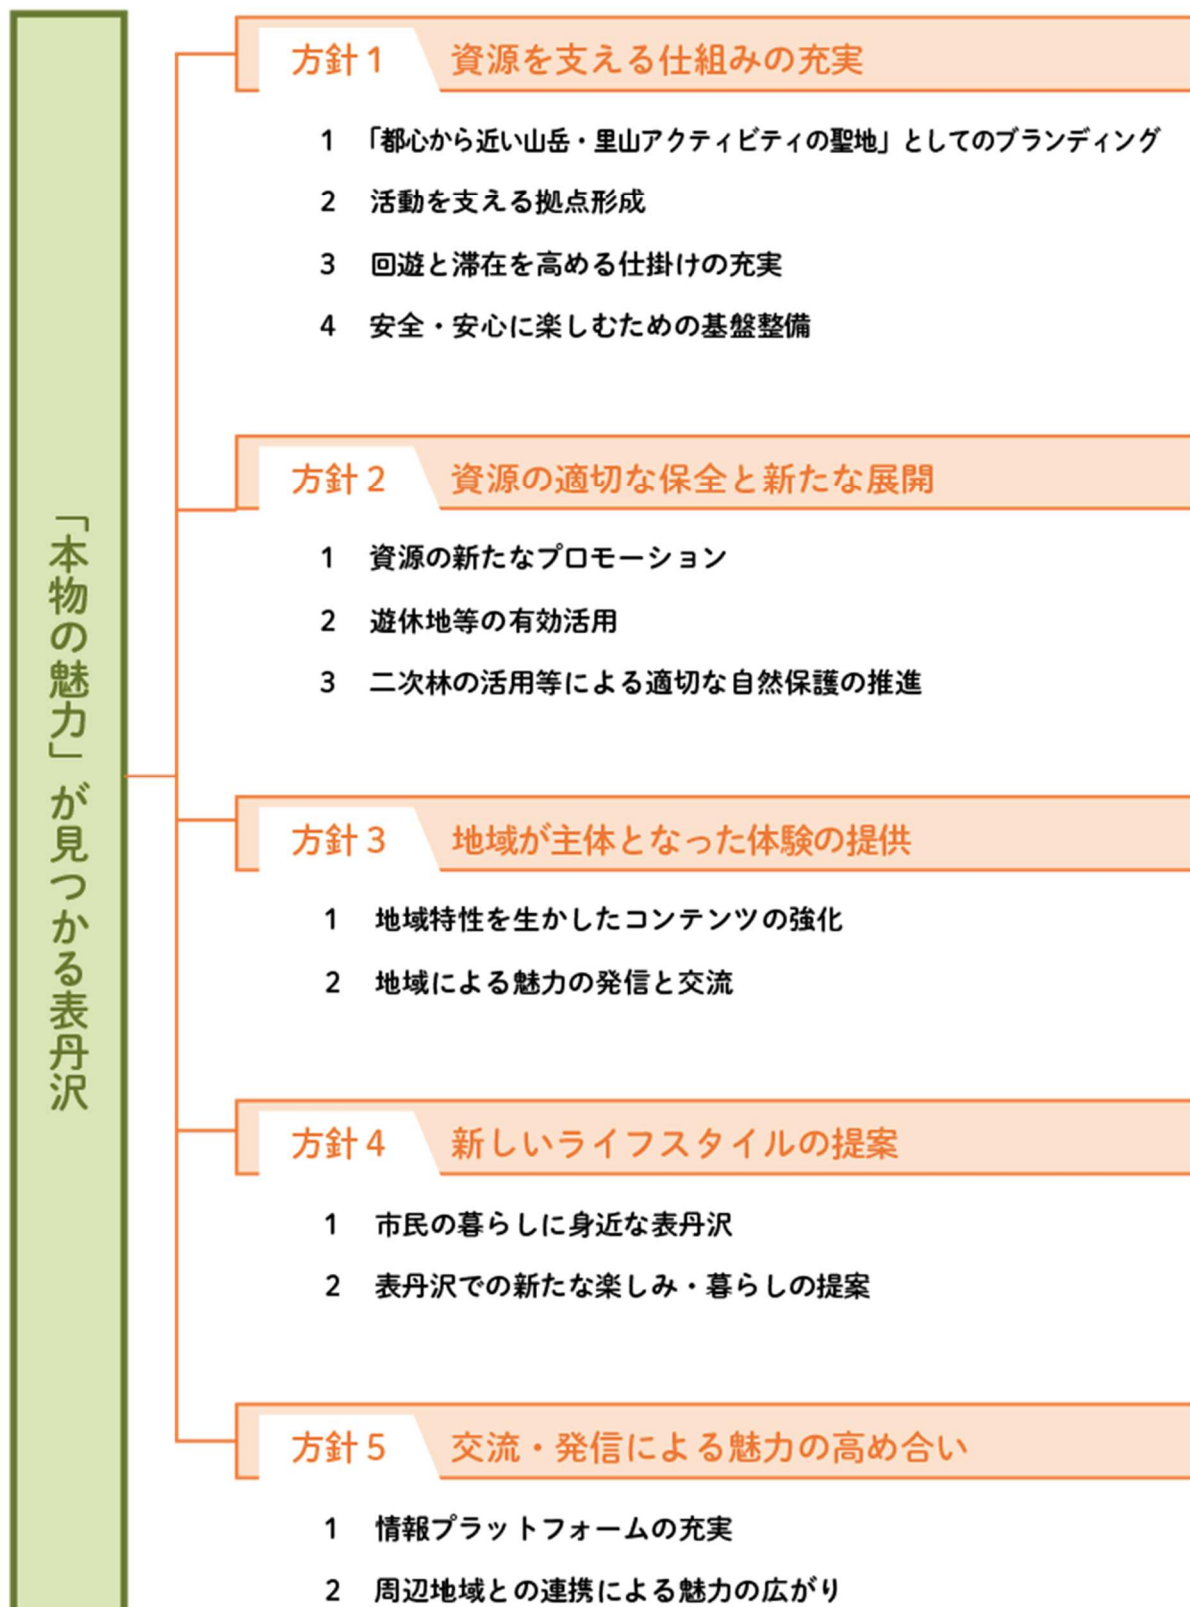 「本物の魅力」が見つかる表丹沢
方針1 資源を支える仕組みの充実
1 「都心から近い山岳・里山アクティビティの聖地」としてのブランディング
2 活動を支える拠点形成
3 回遊と滞在を高める仕掛けの充実
4 安全・安心に楽しむための基盤整備
方針2 資源の適切な保全と新たな展開
1 資源の新たなプロモーション
2 遊休地等の有効活用
3 二次林の活用等による適切な自然保護の推進
方針3 地域が主体となった体験の提供
1 地域特性を生かしたコンテンツの強化
2 地域による魅力の発信と交流
方針4 新しいライフスタイルの提案
1 市民の暮らしに身近な表丹沢
2 表丹沢での新たな楽しみ・暮らしの提案
方針5 交流・発信による魅力の高め合い
1 情報プラットフォームの充実
2 周辺地域との連携による魅力の広がり